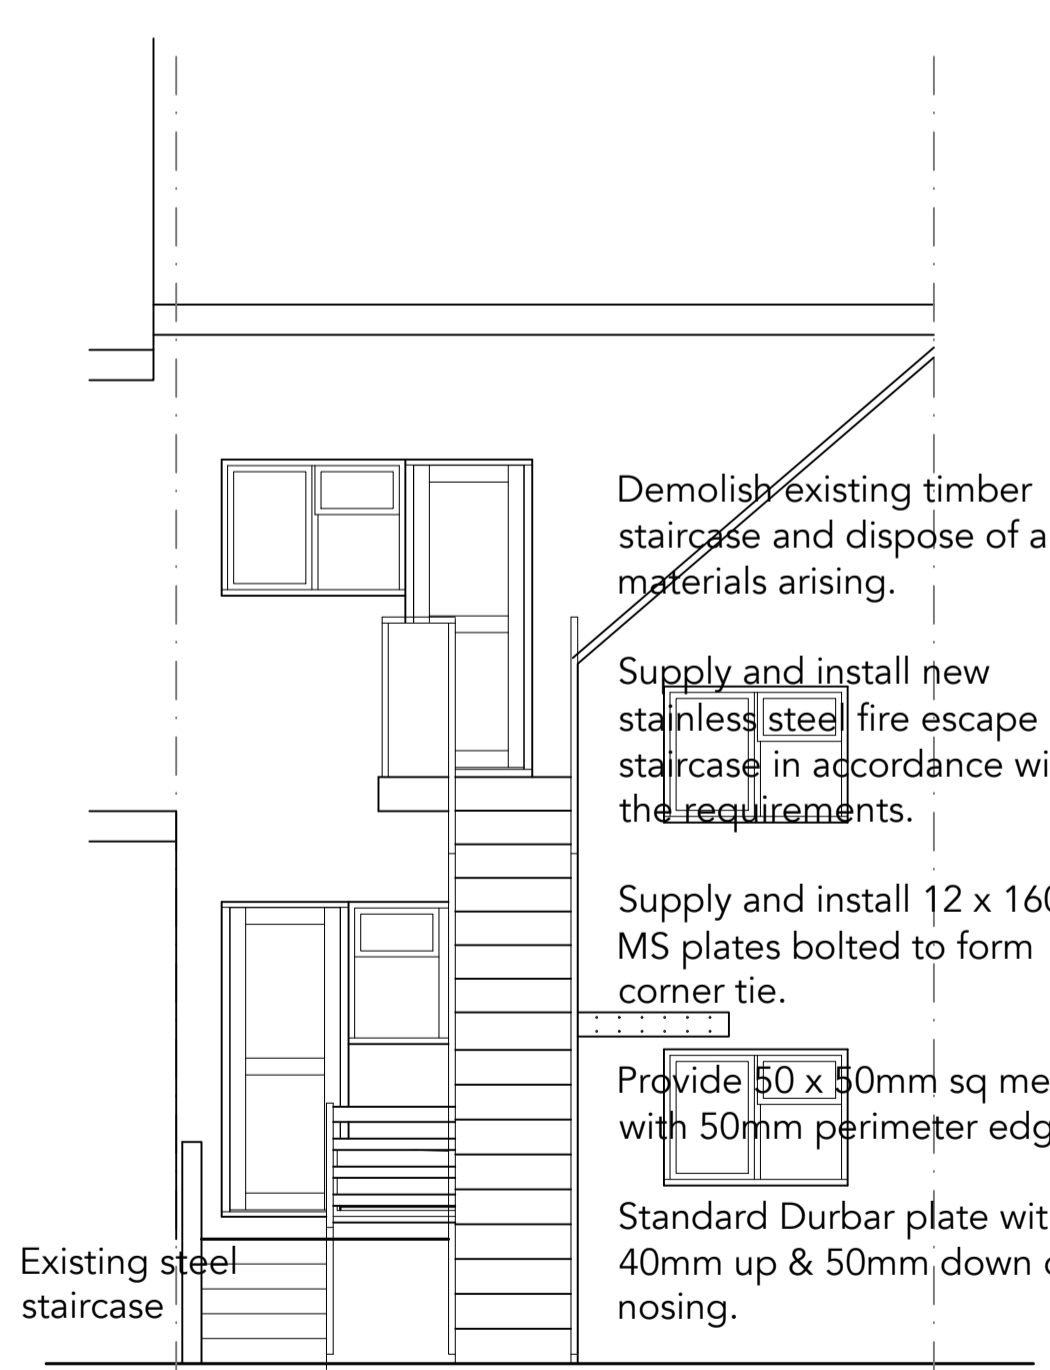 Demolish existing timber
staircase and dispose of a
materials arising.
Supply and install new
stainless steel fire escape
staircase in accordance wi
the requirements.
Supply and install 12 x 160
MS plates bolted to form
corner tie.
Provide 50 x 50mm sq me
with 50mm perimeter edg
Standard Durbar plate wit
40mm up & 50mm down
nosing.
Existing steel
staircase